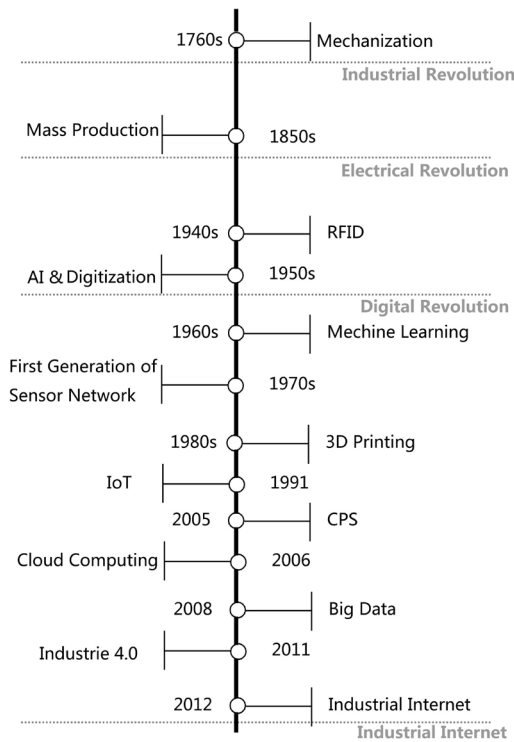 1760s Mechanization
Industrial Revolution
Mass Production 1850s
Electrical Revolution
1940s RFID
AI & Digitization 1950s
Digital Revolution
1960s Mechine Learning
First Generation of
Sensor Network 1970s
1980s 3D Printing
IoT 1991
2005 CPS
Cloud Computing 2006
2008 Big Data
Industrie 4.0 2011
2012 Industrial Internet
Industrial Internet